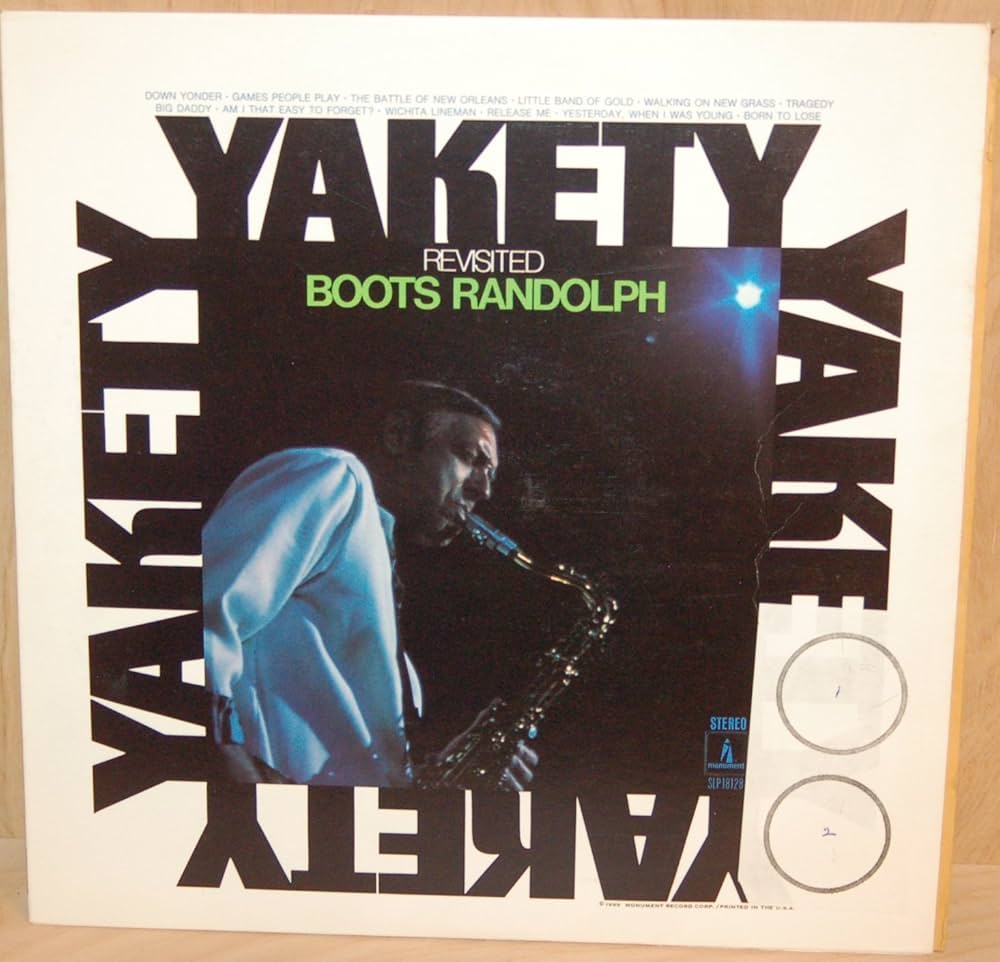 DOWN YONDER · GAMES PEOPLE PLAY · THE BATTLE OF NEW ORLEANS · LITTLE BAND OF GOLD · WALKING ON NEW GRASS · TRAGEDY
BIG DADDY · AM I THAT EASY TO FORGET? · WICHITA LINEMAN · RELEASE ME · YESTERDAY, WHEN I WAS YOUNG · BORN TO LOSE
YAKETY
REVISITED
BOOTS RANDOLPH
YAKETY
YAKE
1
STEREO
monument
SLP18128
2
YAKETY
© 1969 MONUMENT RECORD CORP. / PRINTED IN THE U.S.A.